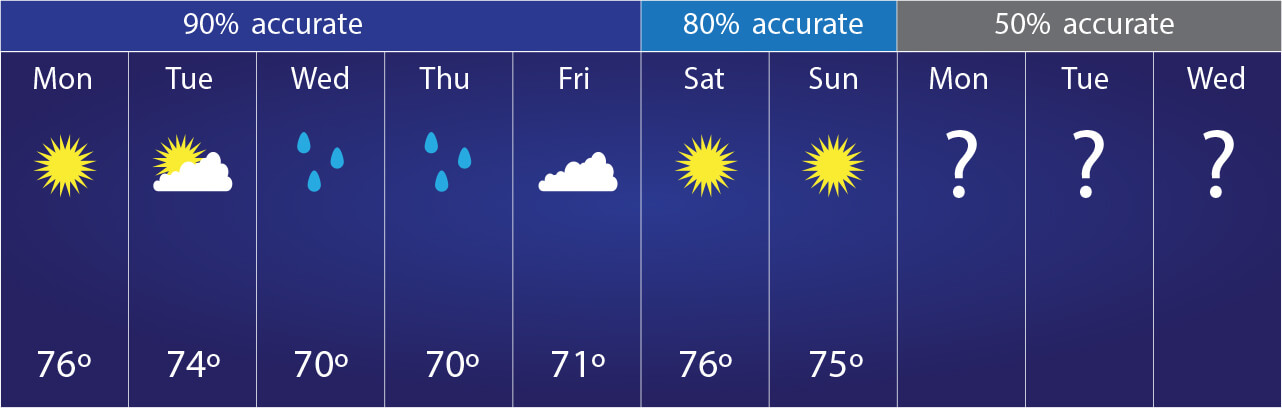 90% accurate 80% accurate 50% accurate
Mon Tue Wed Thu Fri Sat Sun Mon Tue Wed
? ? ?
76º 74º 70º 70º 71º 76º 75º